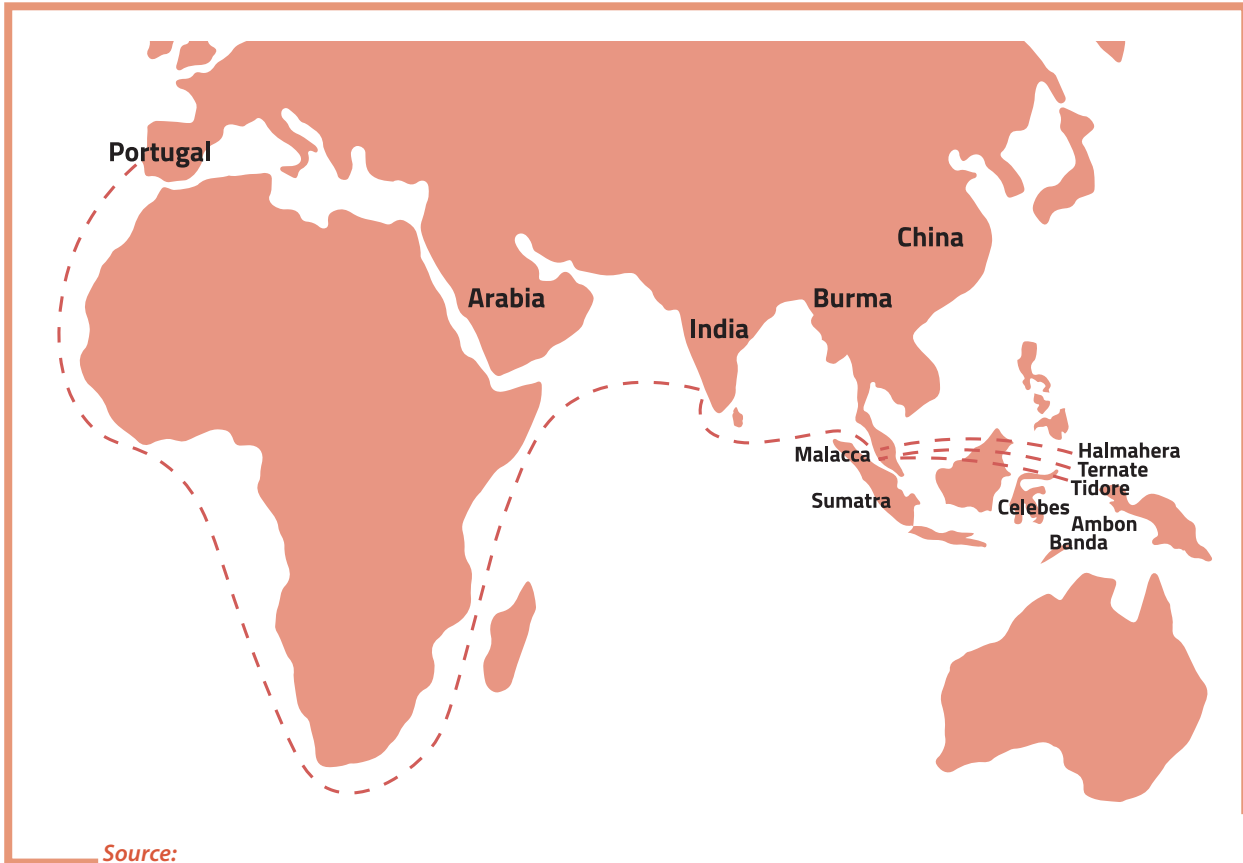 Portugal
China
Arabia
Burma
India
Malacca
Halmahera
Ternate
Tidore
Sumatra
Celebes
Ambon
Banda
Source: